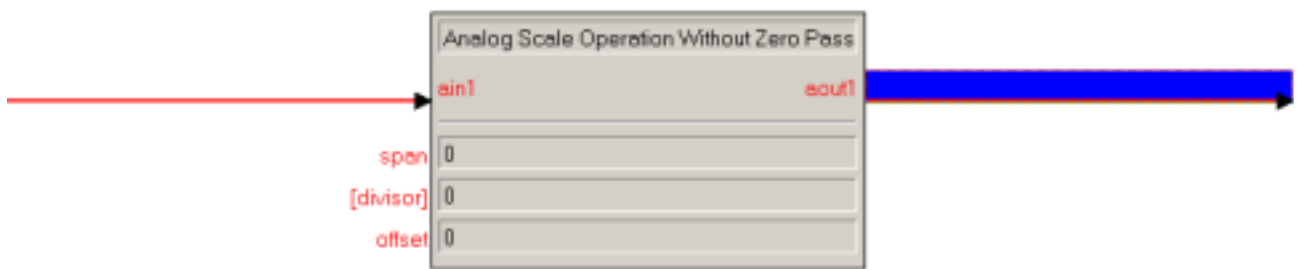 Analog Scale Operation Without Zero Pass
ain1 aout1
span 0
[divisor] 0
offset 0